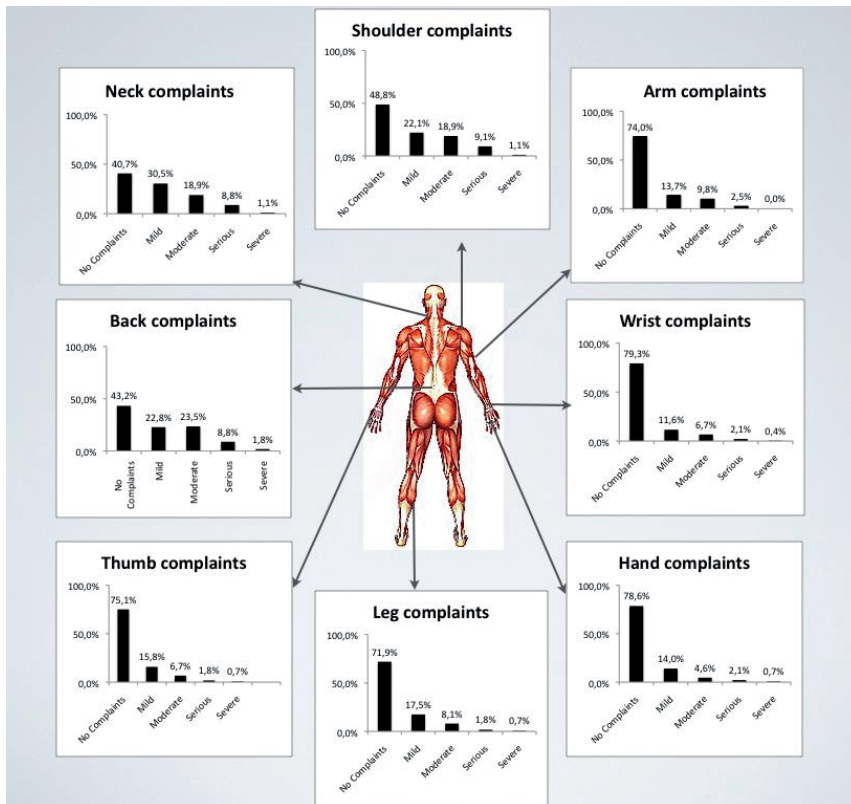 Shoulder complaints
100,0%
50,0%
0,0%
48,8%
22,1%
18,9%
9,1%
1,1%
No Complaints
Mild
Moderate
Serious
Severe
Neck complaints
100,0%
50,0%
0,0%
40,7%
30,5%
18,9%
8,8%
1,1%
No Complaints
Mild
Moderate
Serious
Severe
Arm complaints
100,0%
50,0%
0,0%
74,0%
13,7%
9,8%
2,5%
0,0%
No Complaints
Mild
Moderate
Serious
Severe
Back complaints
100,0%
50,0%
0,0%
43,2%
22,8%
23,5%
8,8%
1,8%
No
Complaints
Mild
Moderate
Serious
Severe
Wrist complaints
100,0%
50,0%
0,0%
79,3%
11,6%
6,7%
2,1%
0,4%
No Complaints
Mild
Moderate
Serious
Severe
Thumb complaints
100,0%
50,0%
0,0%
75,1%
15,8%
6,7%
1,8%
0,7%
No Complaints
Mild
Moderate
Serious
Severe
Leg complaints
100,0%
50,0%
0,0%
71,9%
17,5%
8,1%
1,8%
0,7%
No Complaints
Mild
Moderate
Serious
Severe
Hand complaints
100,0%
50,0%
0,0%
78,6%
14,0%
4,6%
2,1%
0,7%
No Complaints
Mild
Moderate
Serious
Severe